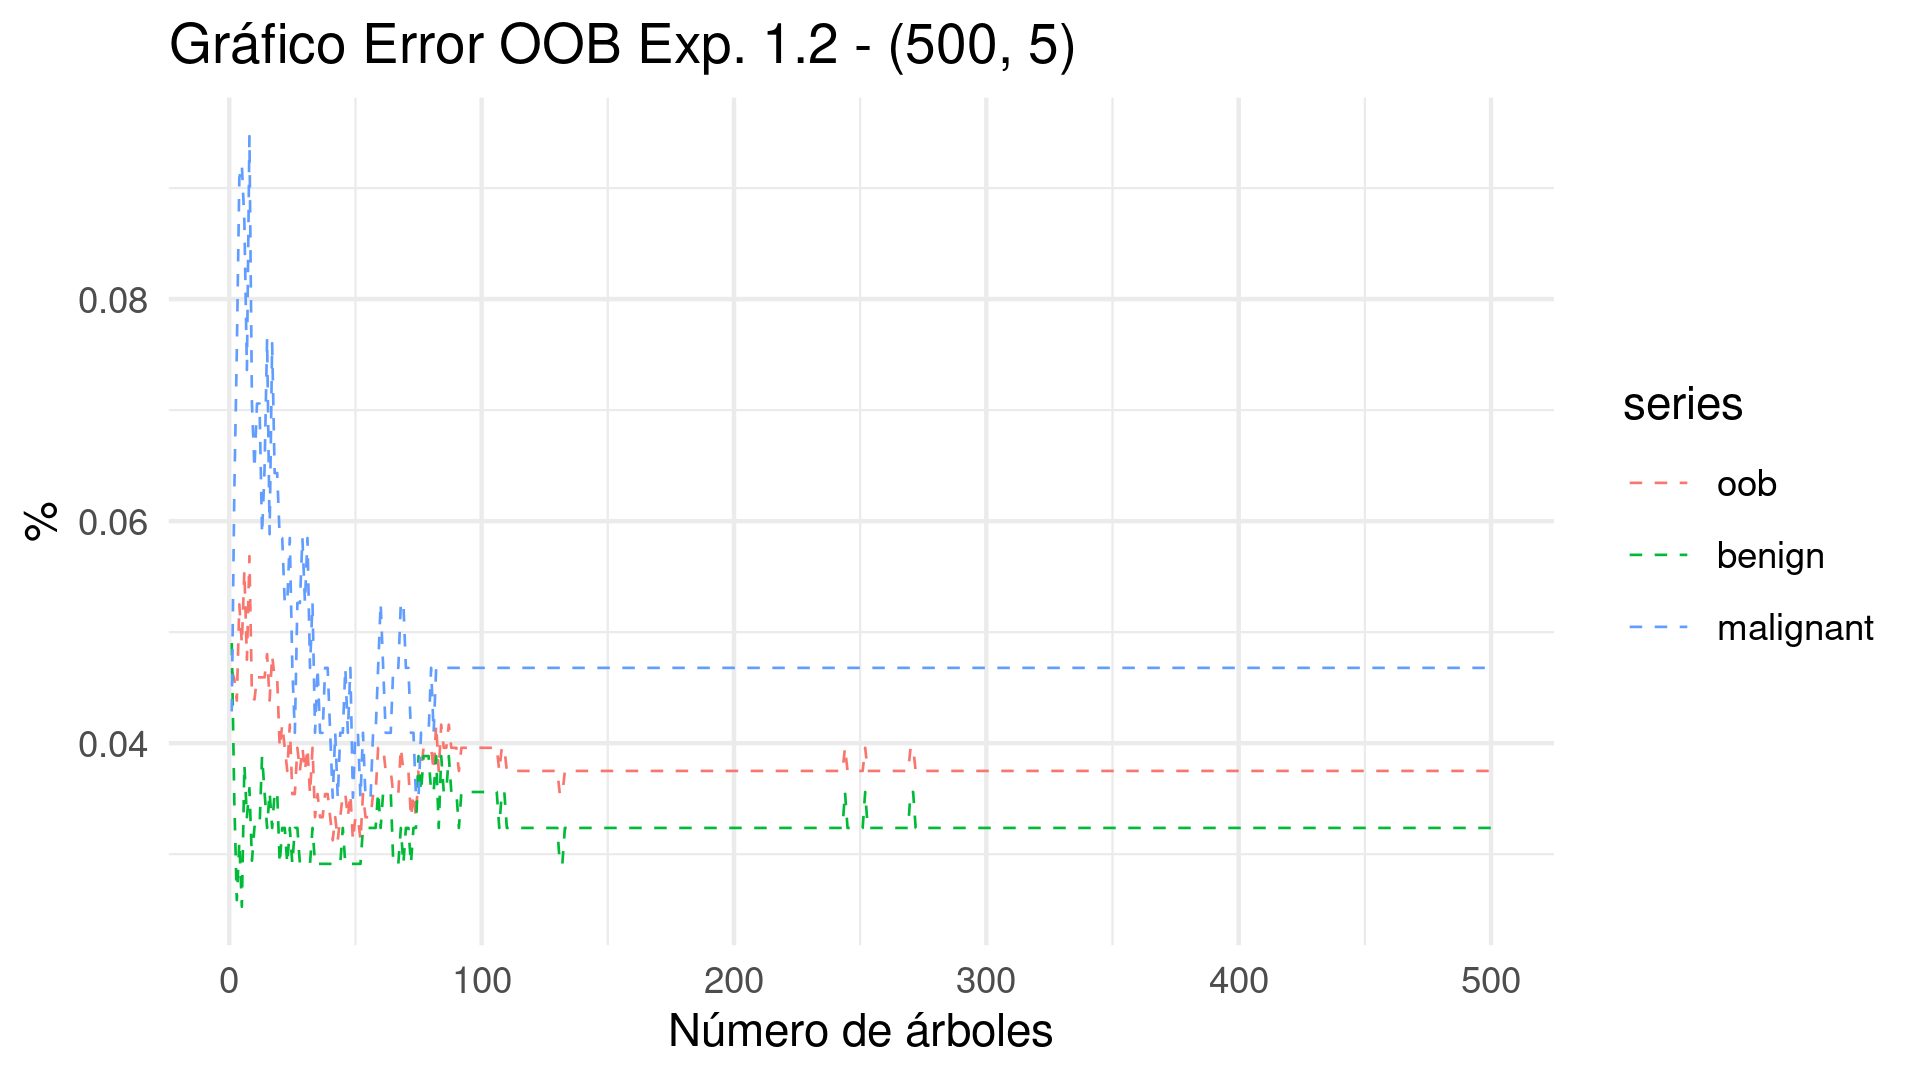 Gráfico Error OOB Exp. 1.2 - (500, 5)
%
0.08
0.06
0.04
0
100
200
300
400
500
Número de árboles
series
oob
benign
malignant